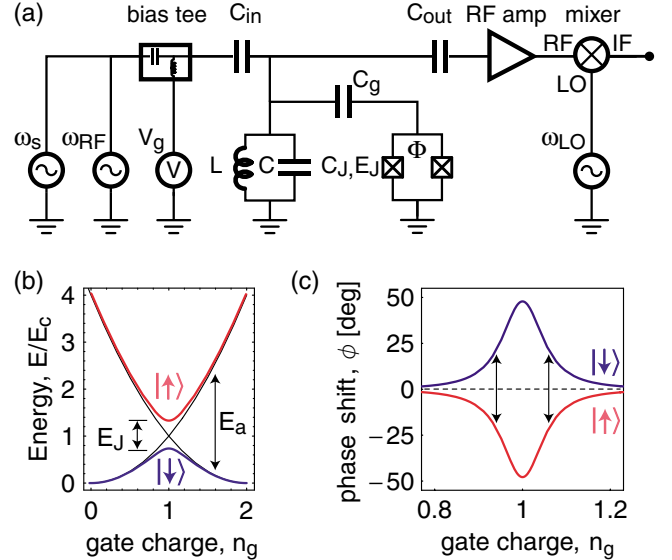 (a)
bias tee C_in C_out RF amp mixer
RF IF
LO
C_g
ω_s ω_RF V_g V L C C_J,E_J Φ ω_LO
(b)
Energy, E/E_c
4
3
2
1
0
|↑⟩
E_J
E_a
|↓⟩
0 1 2
gate charge, n_g
(c)
phase shift, ϕ [deg]
50
25
0
−25
−50
|↓⟩
|↑⟩
0.8 1.0 1.2
gate charge, n_g